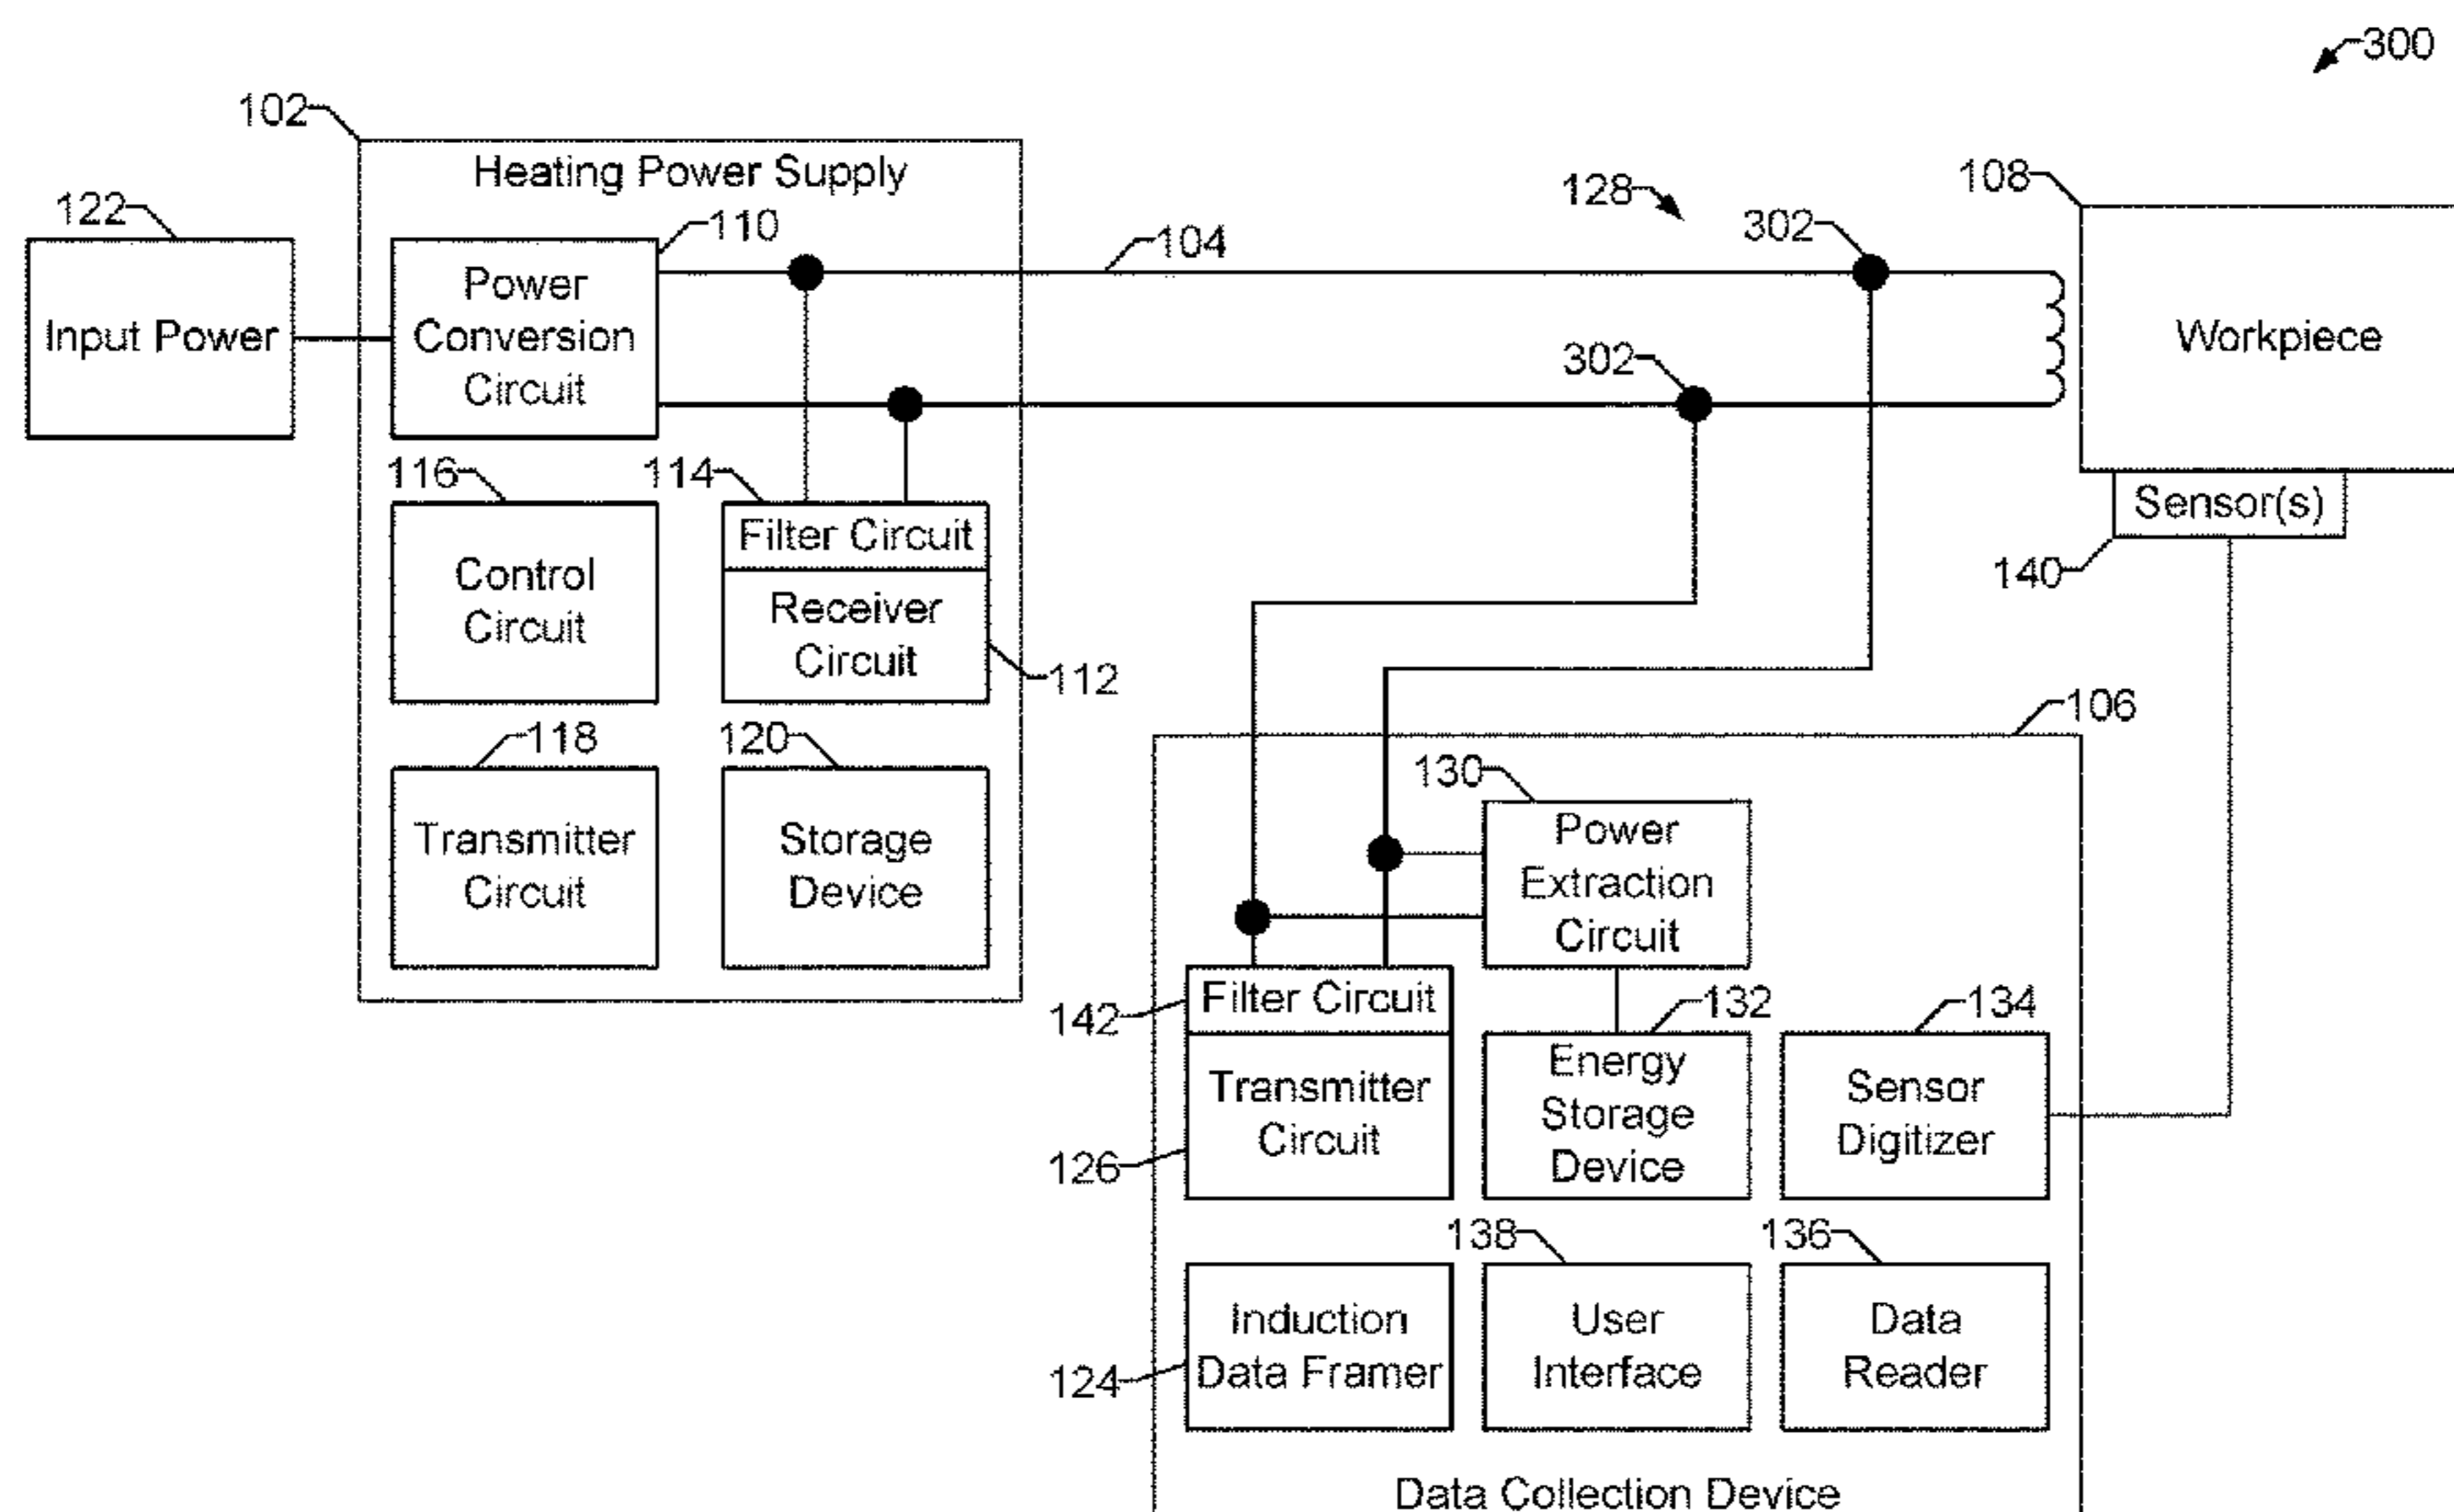 300
102
Heating Power Supply
122
110
128
108
302
104
Input Power
Power
Conversion
Circuit
Workpiece
302
116
114
Sensor(s)
140
Control
Circuit
Filter Circuit
Receiver
Circuit
112
118
120
106
130
Transmitter
Circuit
Storage
Device
Power
Extraction
Circuit
142
Filter Circuit
132
134
Transmitter
Circuit
126
Energy
Storage
Device
Sensor
Digitizer
138
136
Induction
Data Framer
124
User
Interface
Data
Reader
Data Collection Device